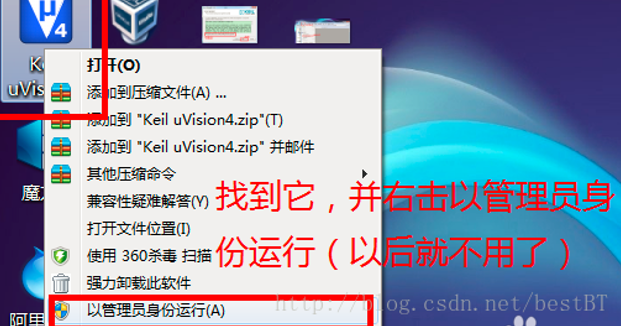 Ke
uVisi
打开(O)
添加到压缩文件(A) ...
添加到 "Keil uVision4.zip"(T)
添加到 "Keil uVision4.zip" 并邮件
其他压缩命令
兼容性疑难解答(Y)
打开文件位置(I)
使用 360杀毒 扫描
强力卸载此软件
以管理员身份运行(A)
找到它，并右击以管理员身
份运行（以后就不用了）
魔
阿里
http://blog.csdn.net/bestBT